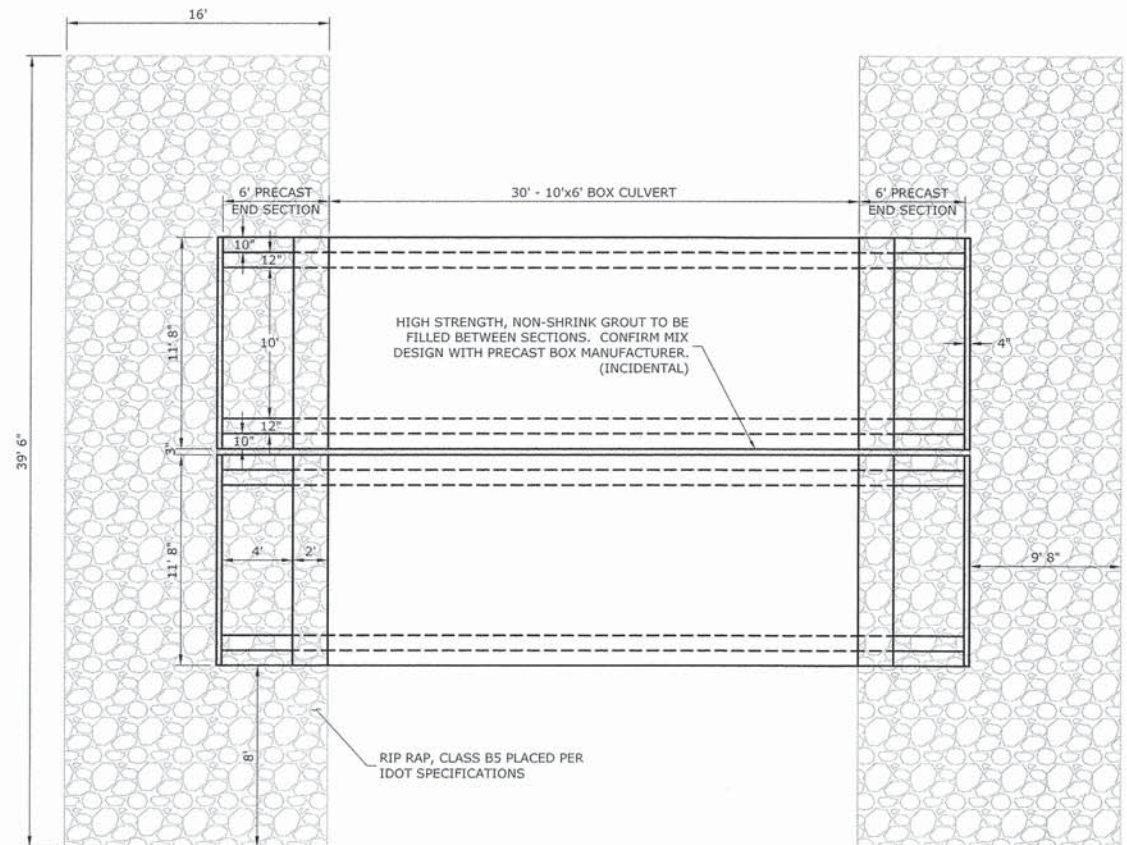 16'
6' PRECAST
END SECTION
30' - 10'x6' BOX CULVERT
6' PRECAST
END SECTION
10"
12"
HIGH STRENGTH, NON-SHRINK GROUT TO BE
FILLED BETWEEN SECTIONS. CONFIRM MIX
DESIGN WITH PRECAST BOX MANUFACTURER.
(INCIDENTAL)
11' 8"
10'
4"
12"
10"
39' 6"
3"
4'
2'
11' 8"
9' 8"
8'
RIP RAP, CLASS B5 PLACED PER
IDOT SPECIFICATIONS